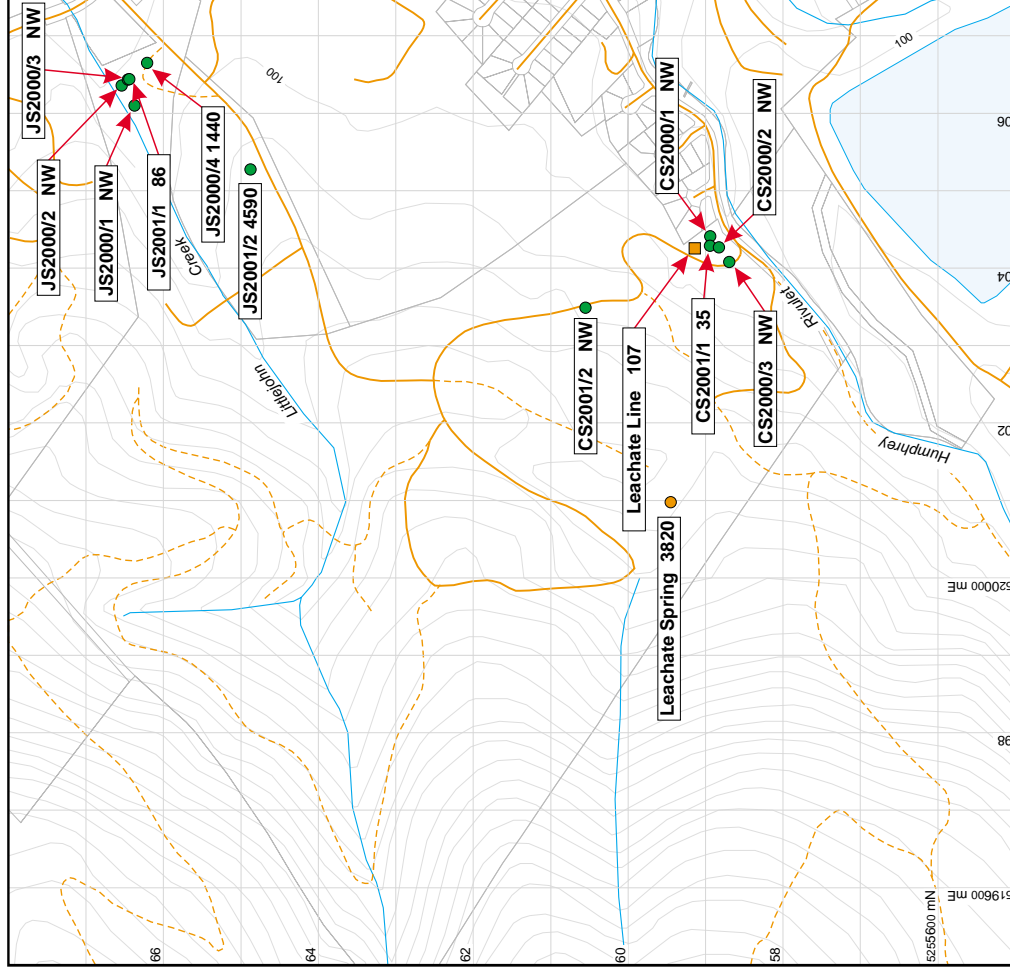 JS2000/3 NW
JS2000/2 NW
JS2000/1 NW
JS2001/1 86
JS2000/4 1440
JS2001/2 4590
Creek
Littlejohn
100
100
CS2000/1 NW
CS2000/2 NW
CS2001/2 NW
Leachate Line 107
CS2001/1 35
CS2000/3 NW
Leachate Spring 3820
Rivulet
Humphrey
66
64
62
60
58
5255600 mN
06
04
02
520000 mE
98
519600 mE